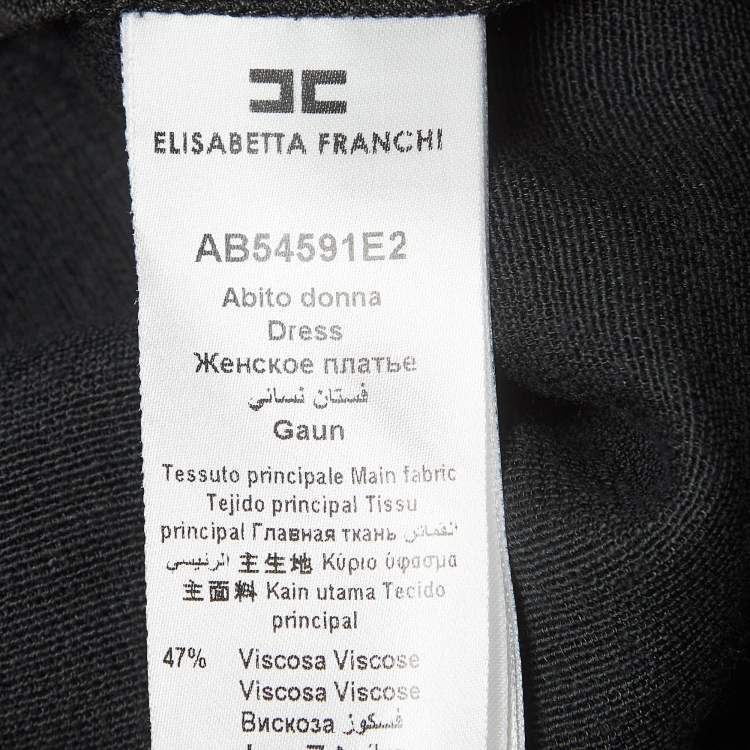 ELISABETTA FRANCHI
AB54591E2
Abito donna
Dress
Женское платье
فستان نسائي
Gaun
Tessuto principale Main fabric
Tejido principal Tissu
principal Главная ткань القماش
الرئيسي 主生地 Κύριο ύφασμα
主面料 Kain utama Tecido
principal
47% Viscosa Viscose
Viscosa Viscose
Вискоза فسكوز